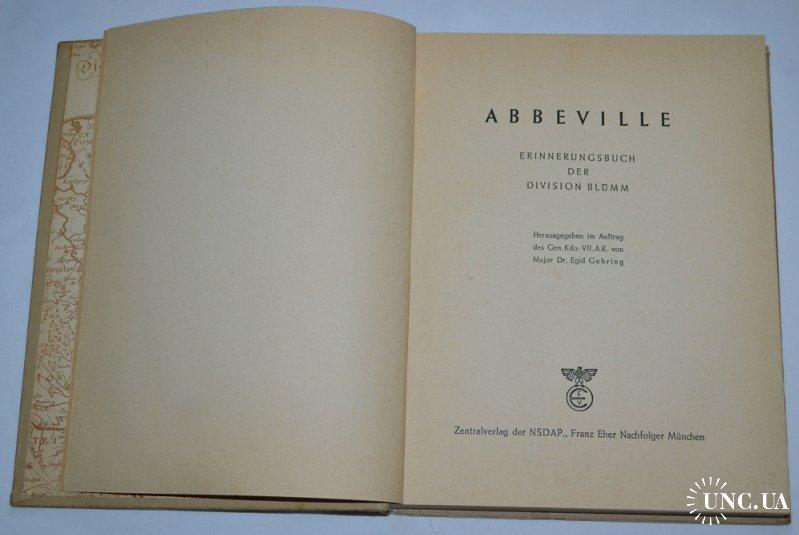 ABBEVILLE
ERINNERUNGSBUCH
DER
DIVISION BLÜMM
Herausgegeben im Auftrag
des Gen. Kdo. VII. A.K. von
Major Dr. Egid Gehring
Zentralverlag der NSDAP., Franz Eher Nachfolger München
UNC.UA